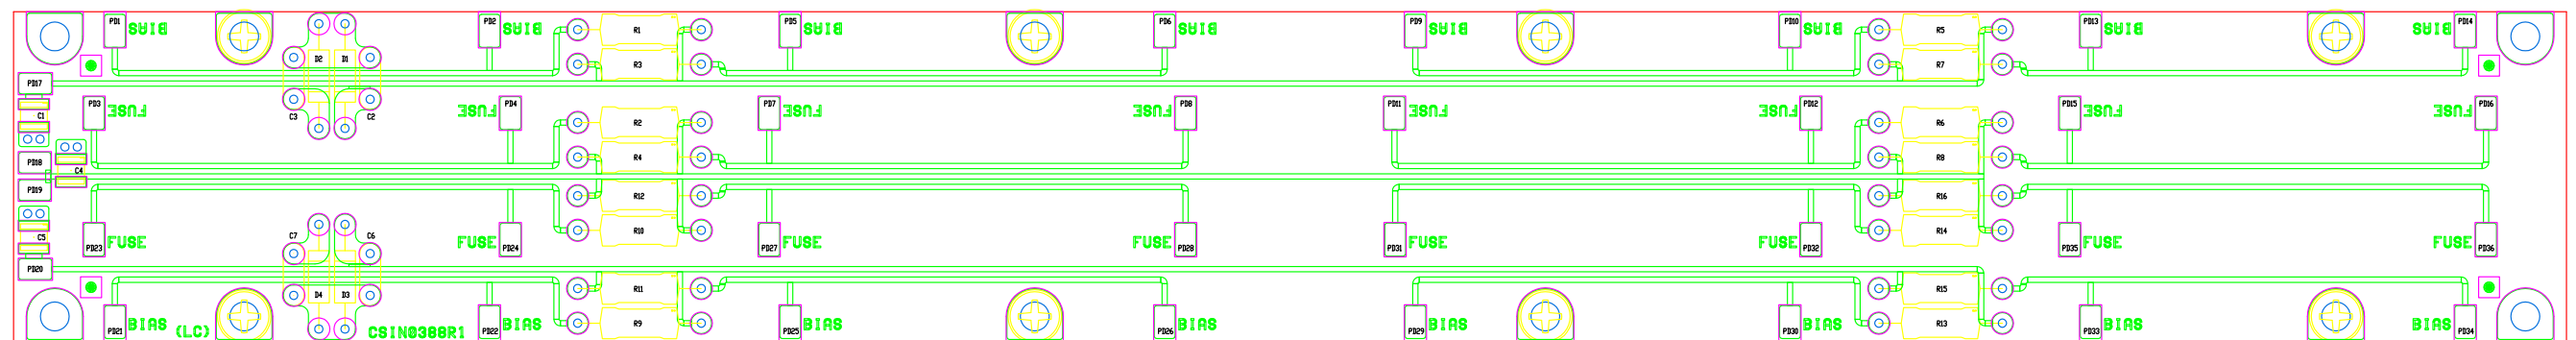 PD1 BIAS D2 D1 PD2 BIAS R1 PD5 BIAS PD6 BIAS PD9 BIAS PD10 BIAS R5 PD13 BIAS BIAS PD14
R3 R7
PD17
PD3 FUSE C3 C2 FUSE PD4 PD7 FUSE FUSE PD8 PD11 FUSE FUSE PD12 PD15 FUSE FUSE PD16
C1 R2 R6
PD18 R4 R8
C4
PD19 R12 R16
C5 C7 C6 R10 R14
PD23 FUSE FUSE PD24 PD27 FUSE FUSE PD28 PD31 FUSE FUSE PD32 PD35 FUSE FUSE PD36
PD20
D4 D3 R11 R15
PD21 BIAS (LC) CSIN0388R1 PD22 BIAS R9 PD25 BIAS PD26 BIAS PD29 BIAS PD30 BIAS R13 PD33 BIAS BIAS PD34